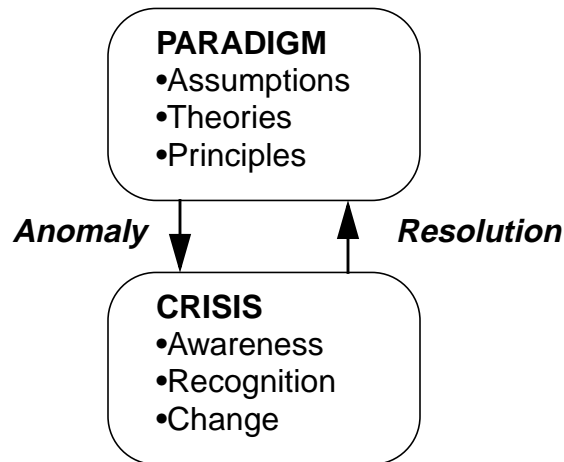 PARADIGM
•Assumptions
•Theories
•Principles
Anomaly
Resolution
CRISIS
•Awareness
•Recognition
•Change